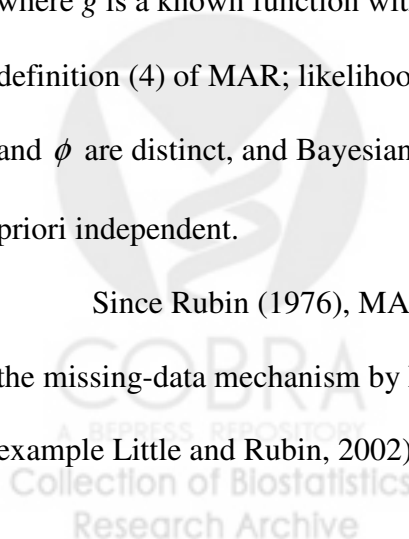 where g is a known function with
definition (4) of MAR; likelihoo
and ϕ are distinct, and Bayesian
priori independent.
Since Rubin (1976), MA
the missing-data mechanism by
example Little and Rubin, 2002)
COBRA
A BEPRESS REPOSITORY
Collection of Biostatistics
Research Archive